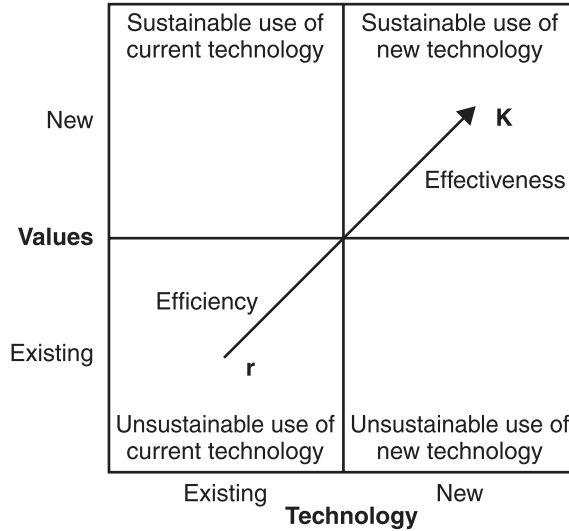 Sustainable use of
current technology
Sustainable use of
new technology
New
K
Effectiveness
Values
Efficiency
Existing
r
Unsustainable use of
current technology
Unsustainable use of
new technology
Existing
New
Technology